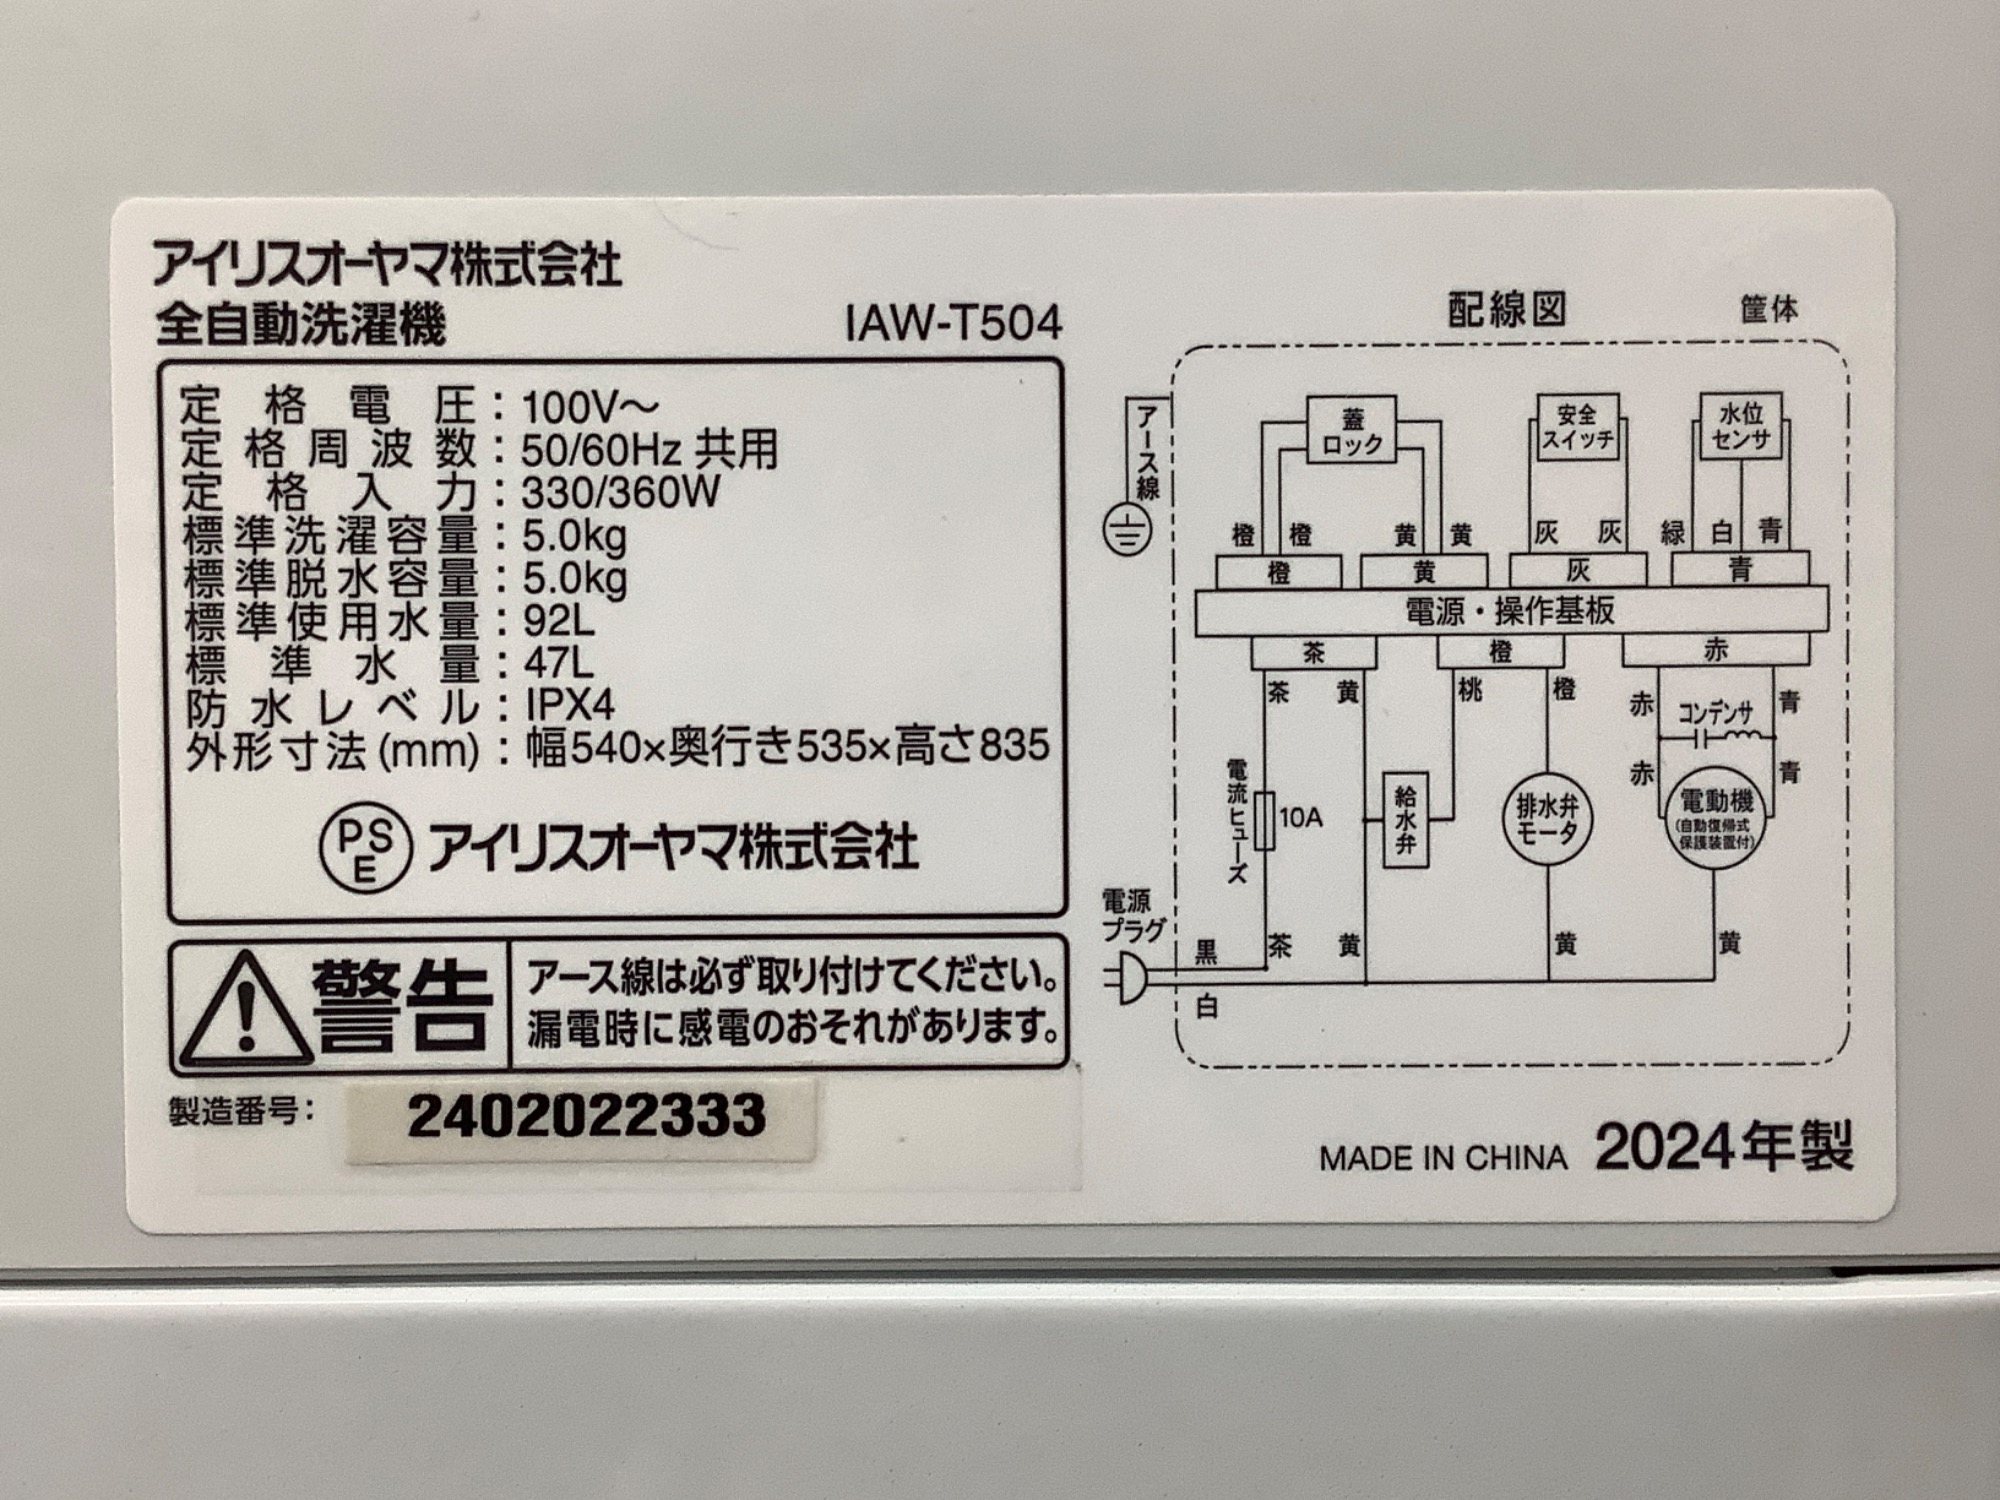 アイリスオーヤマ株式会社
全自動洗濯機 IAW-T504
定格電圧：100V～
定格周波数：50/60Hz 共用
定格入力：330/360W
標準洗濯容量：5.0kg
標準脱水容量：5.0kg
標準使用水量：92L
標準水量：47L
防水レベル：IPX4
外形寸法(mm)：幅540×奥行き535×高さ835
PSE アイリスオーヤマ株式会社
警告
アース線は必ず取り付けてください。
漏電時に感電のおそれがあります。
製造番号：2402022333
配線図 筐体
アース線
蓋
ロック
安全
スイッチ
水位
センサ
橙 橙 黄 黄 灰 灰 緑 白 青
橙 黄 灰 青
電源・操作基板
茶 橙 赤
茶 黄 桃 橙 赤 青
コンデンサ
赤 青
電流ヒューズ
10A
給水弁
排水弁
モータ
電動機
(自動復帰式
保護装置付)
電源
プラグ
黒 茶 黄 黄 黄
白
MADE IN CHINA 2024年製